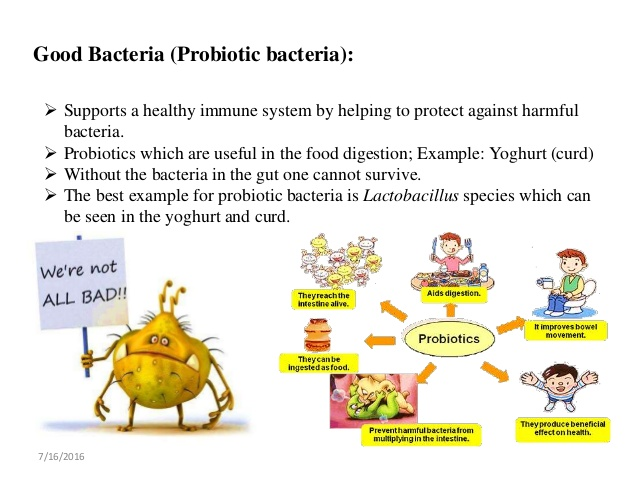 Good Bacteria (Probiotic bacteria):
➢ Supports a healthy immune system by helping to protect against harmful
bacteria.
➢ Probiotics which are useful in the food digestion; Example: Yoghurt (curd)
➢ Without the bacteria in the gut one cannot survive.
➢ The best example for probiotic bacteria is Lactobacillus species which can
be seen in the yoghurt and curd.
We're not
ALL BAD!!
They reach the
intestine alive.
Aids digestion.
It improves bowel
movement.
Probiotics
They can be
ingested as food.
Prevent harmful bacteria from
multiplying in the intestine.
They produce beneficial
effect on health.
7/16/2016